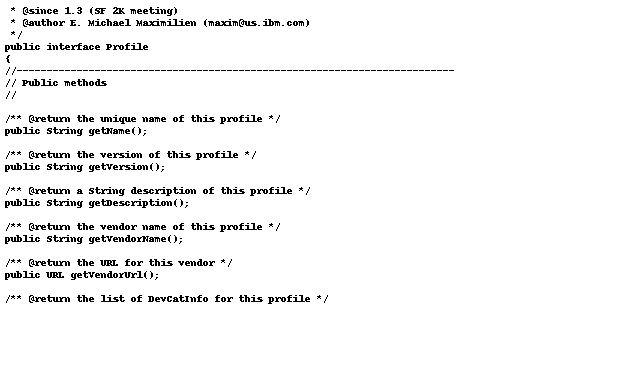 * @since 1.3 (SF 2K meeting)
* @author E. Michael Maximilien (maxim@us.ibm.com)
*/
public interface Profile
{
//-------------------------------------------------------------------------
// Public methods
//
/** @return the unique name of this profile */
public String getName();
/** @return the version of this profile */
public String getVersion();
/** @return a String description of this profile */
public String getDescription();
/** @return the vendor name of this profile */
public String getVendorName();
/** @return the URL for this vendor */
public URL getVendorUrl();
/** @return the list of DevCatInfo for this profile */